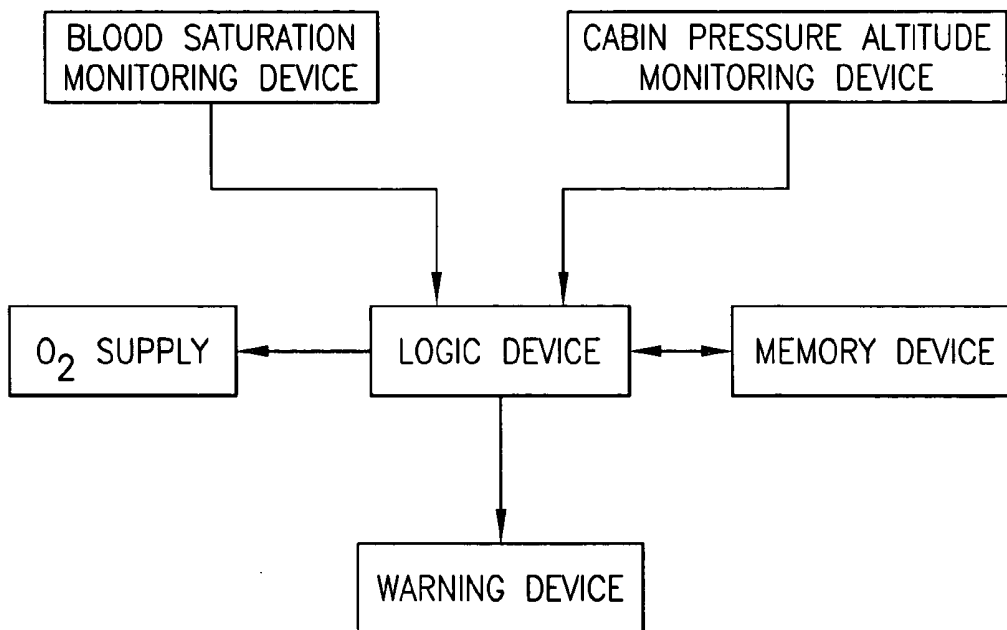 BLOOD SATURATION
MONITORING DEVICE
CABIN PRESSURE ALTITUDE
MONITORING DEVICE
O₂ SUPPLY
LOGIC DEVICE
MEMORY DEVICE
WARNING DEVICE